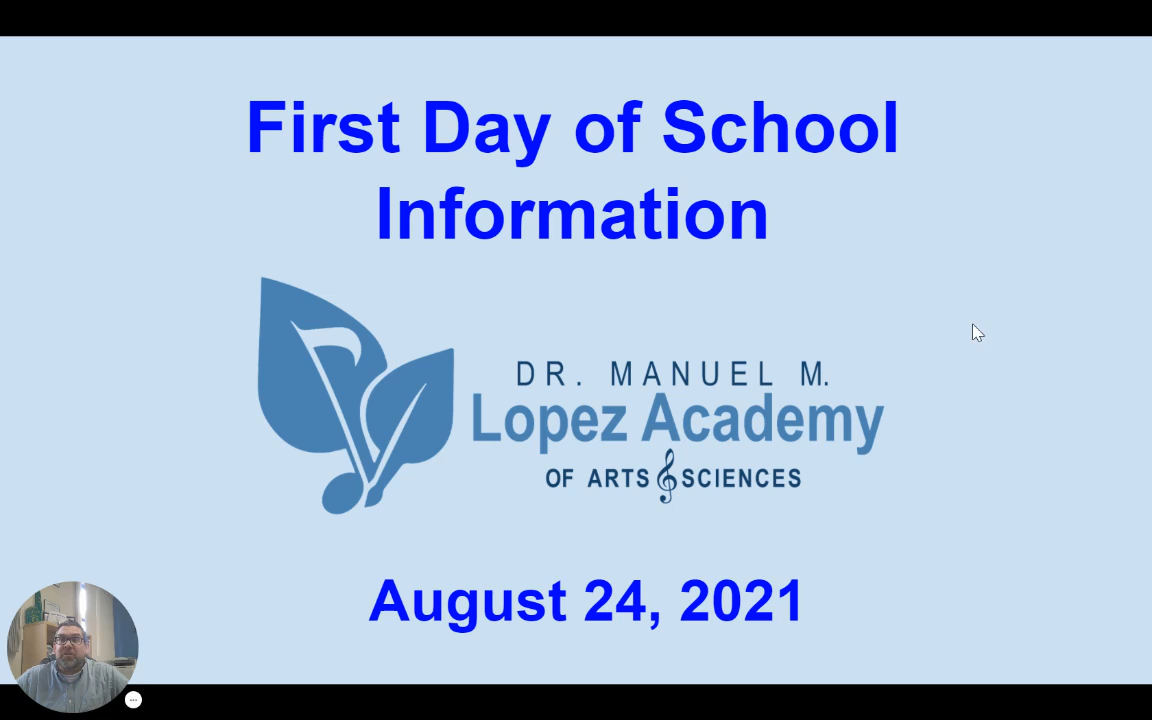 First Day of School
Information
DR. MANUEL M.
Lopez Academy
OF ARTS SCIENCES
August 24, 2021